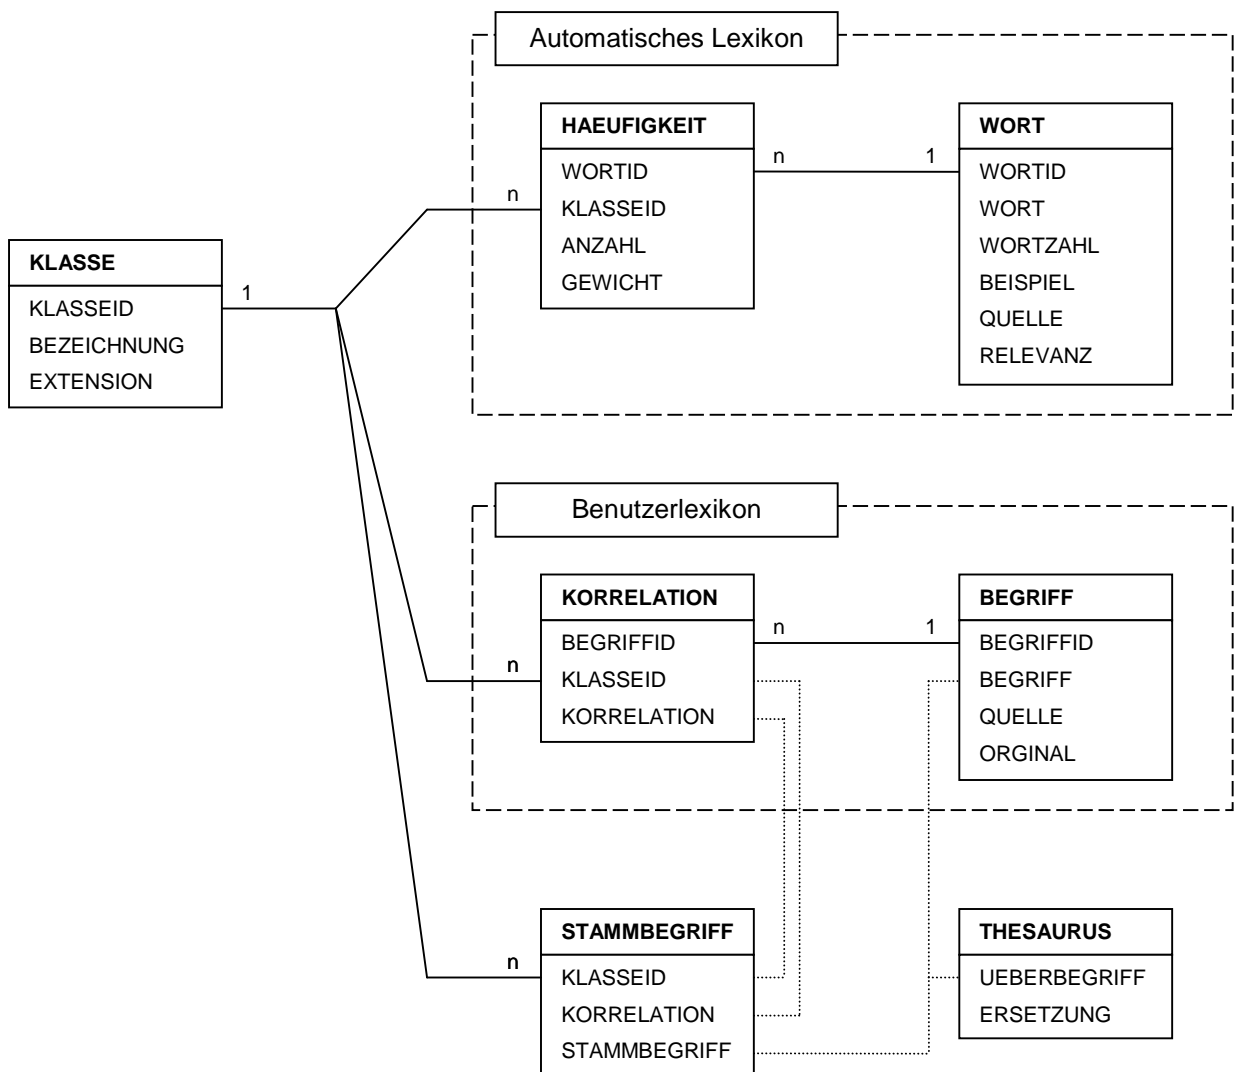 Automatisches Lexikon
HAEUFIGKEIT
WORTID
KLASSEID
ANZAHL
GEWICHT
n
1
WORT
WORTID
WORT
WORTZAHL
BEISPIEL
QUELLE
RELEVANZ
n
KLASSE
KLASSEID
BEZEICHNUNG
EXTENSION
1
Benutzerlexikon
KORRELATION
BEGRIFFID
KLASSEID
KORRELATION
n
1
BEGRIFF
BEGRIFFID
BEGRIFF
QUELLE
ORGINAL
n
STAMMBEGRIFF
KLASSEID
KORRELATION
STAMMBEGRIFF
n
THESAURUS
UEBERBEGRIFF
ERSETZUNG